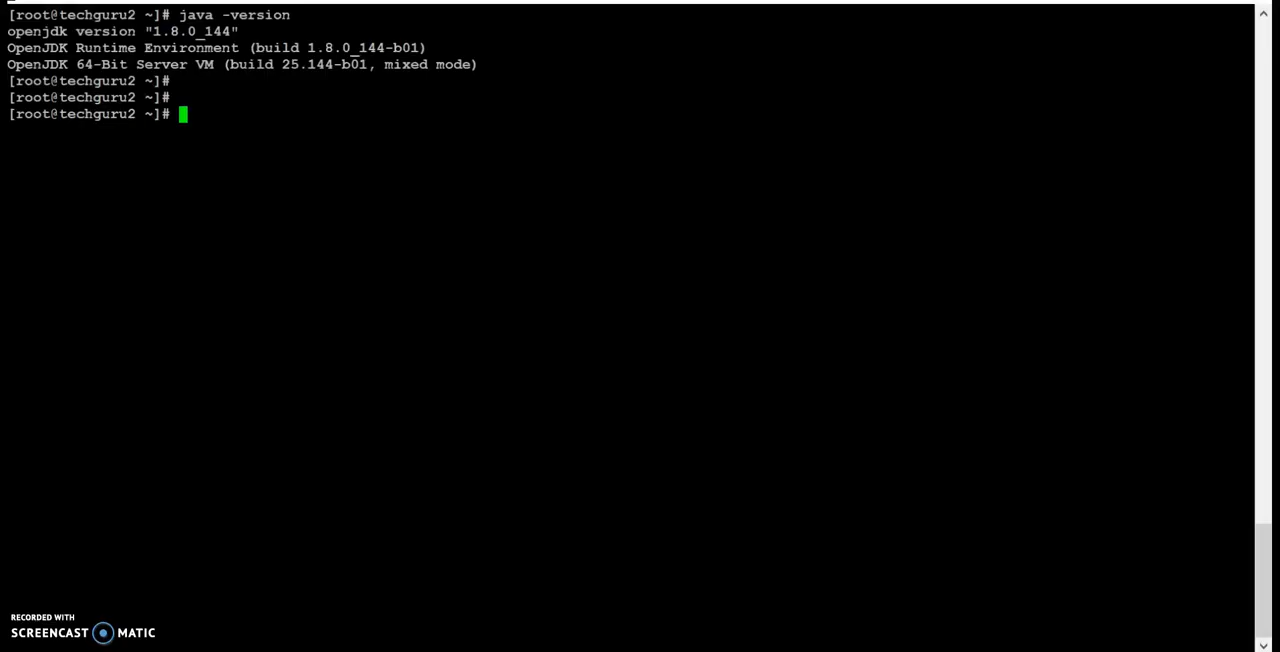 [root@techguru2 ~]# java -version
openjdk version "1.8.0_144"
OpenJDK Runtime Environment (build 1.8.0_144-b01)
OpenJDK 64-Bit Server VM (build 25.144-b01, mixed mode)
[root@techguru2 ~]#
[root@techguru2 ~]#
[root@techguru2 ~]#
RECORDED WITH
SCREENCAST MATIC